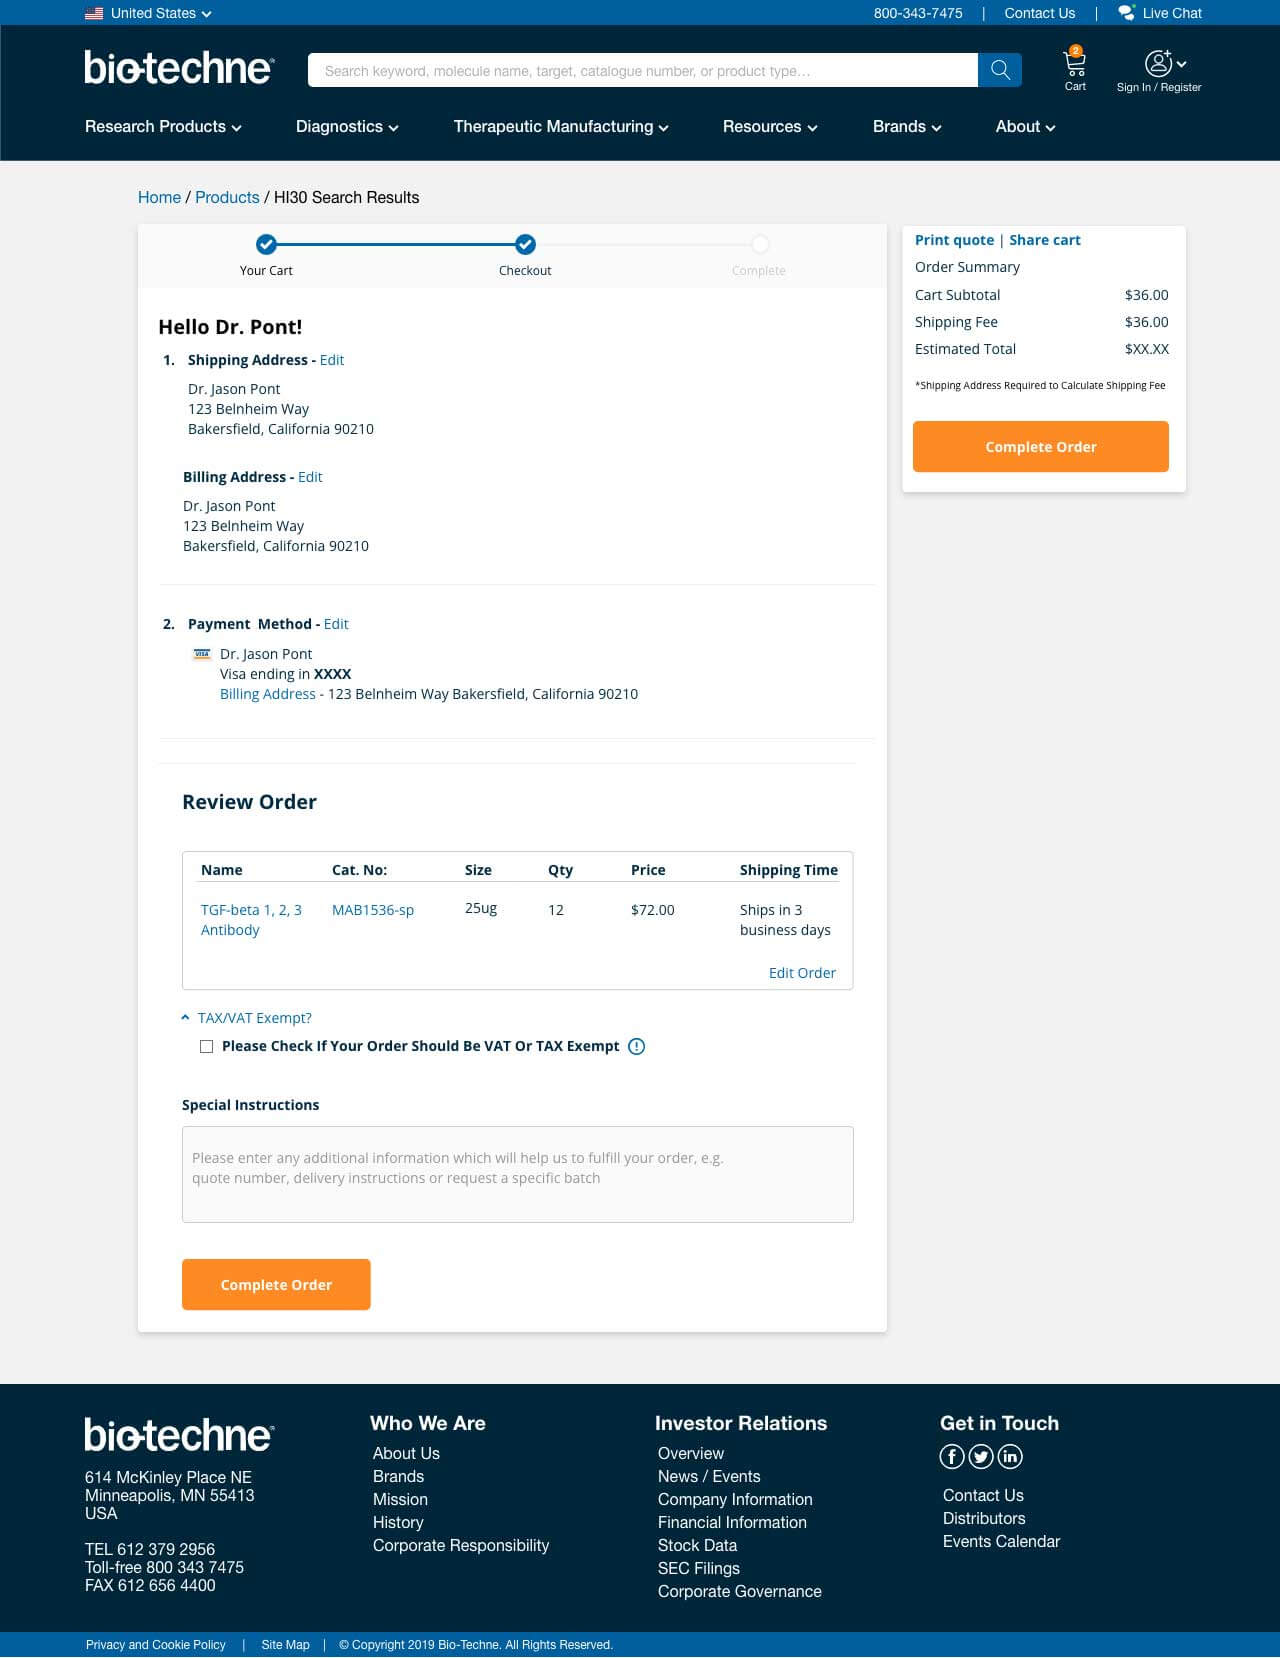 United States
800-343-7475 | Contact Us | Live Chat
bio-techne®
Search keyword, molecule name, target, catalogue number, or product type...
2
Cart
Sign In / Register
Research Products
Diagnostics
Therapeutic Manufacturing
Resources
Brands
About
Home / Products / HI30 Search Results
Your Cart
Checkout
Complete
Print quote | Share cart
Order Summary
Cart Subtotal $36.00
Shipping Fee $36.00
Estimated Total $XX.XX
*Shipping Address Required to Calculate Shipping Fee
Complete Order
Hello Dr. Pont!
1. Shipping Address - Edit
Dr. Jason Pont
123 Belnheim Way
Bakersfield, California 90210
Billing Address - Edit
Dr. Jason Pont
123 Belnheim Way
Bakersfield, California 90210
2. Payment Method - Edit
VISA
Dr. Jason Pont
Visa ending in XXXX
Billing Address - 123 Belnheim Way Bakersfield, California 90210
Review Order
Name Cat. No: Size Qty Price Shipping Time
TGF-beta 1, 2, 3 MAB1536-sp 25ug 12 $72.00 Ships in 3
Antibody business days
Edit Order
TAX/VAT Exempt?
Please Check If Your Order Should Be VAT Or TAX Exempt
Special Instructions
Please enter any additional information which will help us to fulfill your order, e.g.
quote number, delivery instructions or request a specific batch
Complete Order
bio-techne®
614 McKinley Place NE
Minneapolis, MN 55413
USA
TEL 612 379 2956
Toll-free 800 343 7475
FAX 612 656 4400
Who We Are
About Us
Brands
Mission
History
Corporate Responsibility
Investor Relations
Overview
News / Events
Company Information
Financial Information
Stock Data
SEC Filings
Corporate Governance
Get in Touch
Contact Us
Distributors
Events Calendar
Privacy and Cookie Policy | Site Map | © Copyright 2019 Bio-Techne. All Rights Reserved.